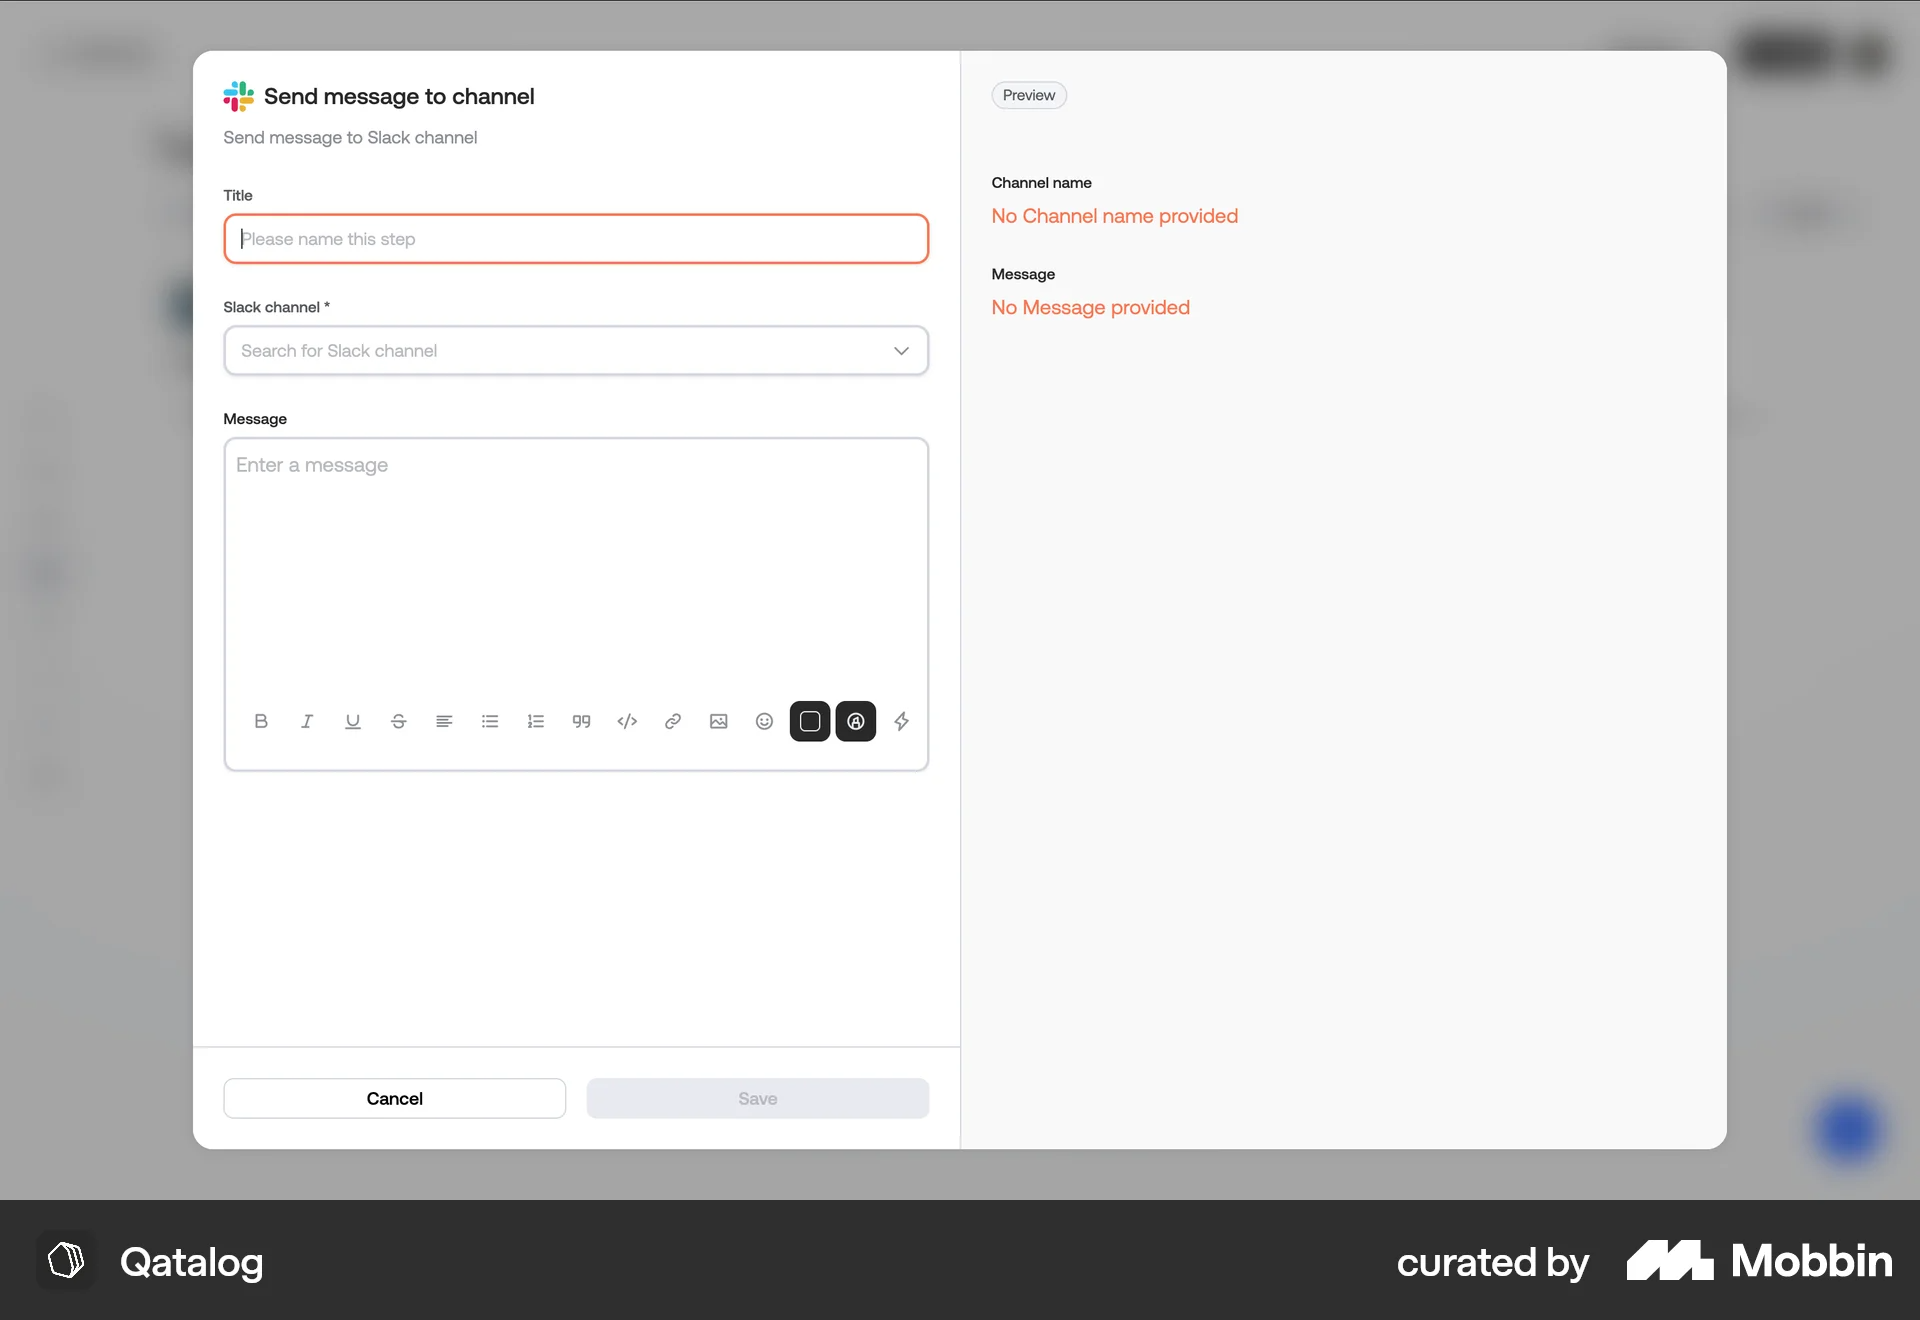 Send message to channel
Send message to Slack channel
Title
Please name this step
Slack channel *
Search for Slack channel
Message
Enter a message
Cancel
Save
Preview
Channel name
No Channel name provided
Message
No Message provided
Qatalog
curated by
Mobbin